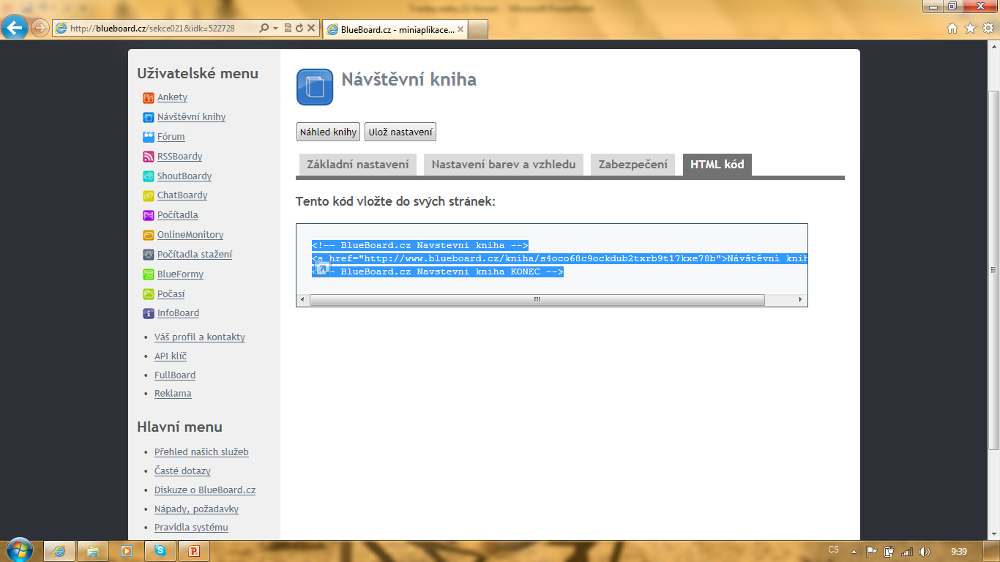 http://blueboard.cz/sekce021&idk=522728
BlueBoard.cz - miniaplikace...
Uživatelské menu
Ankety
Návštěvní knihy
Fórum
RSSBoardy
ShoutBoardy
ChatBoardy
Počítadla
OnlineMonitory
Počítadla stažení
BlueFormy
Počasí
InfoBoard
Váš profil a kontakty
API klíč
FullBoard
Reklama
Hlavní menu
Přehled našich služeb
Časté dotazy
Diskuze o BlueBoard.cz
Nápady, požadavky
Pravidla systému
Návštěvní kniha
Náhled knihy
Ulož nastavení
Základní nastavení
Nastavení barev a vzhledu
Zabezpečení
HTML kód
Tento kód vložte do svých stránek:
<!-- BlueBoard.cz Navstevni kniha -->
<a href="http://www.blueboard.cz/kniha/s4oco68c9ockdub2txrb9t17kxe78b">Návštěvní knih
- BlueBoard.cz Navstevni kniha KONEC -->
CS
9:39